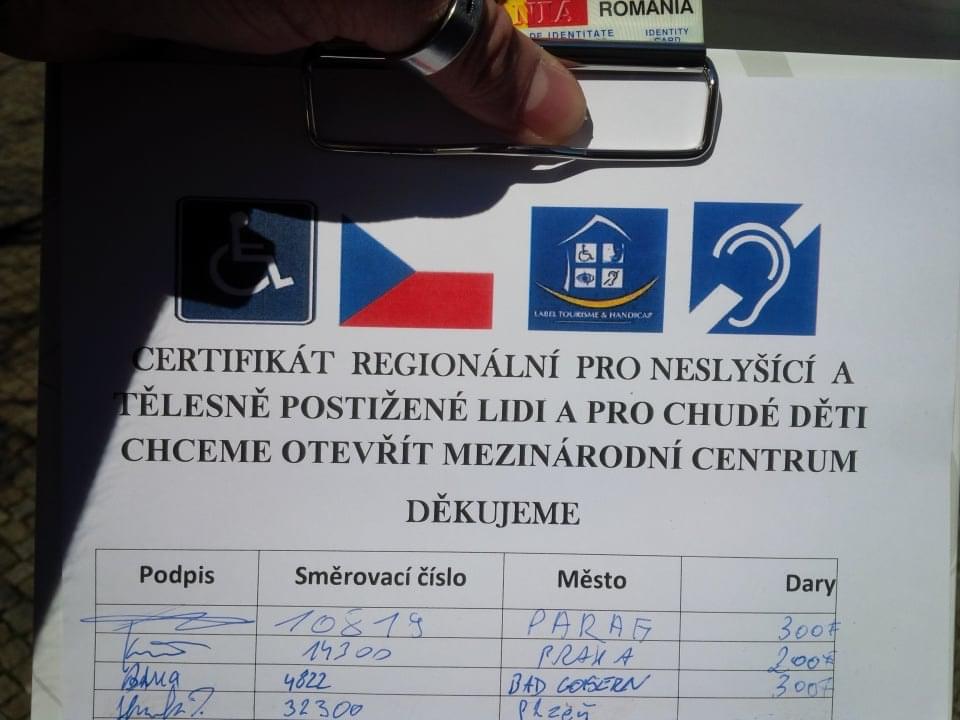 ROMANIA
DE IDENTITATE IDENTITY
CARD
LABEL TOURISME & HANDICAP
CERTIFIKÁT REGIONÁLNÍ PRO NESLYŠÍCÍ A
TĚLESNĚ POSTIŽENÉ LIDI A PRO CHUDÉ DĚTI
CHCEME OTEVŘÍT MEZINÁRODNÍ CENTRUM
DĚKUJEME
Podpis Směrovací číslo Město Dary
10819 PARAG 300
14300 PRAHA 200
4822 BAD GOISERN 300
32300 Plzeň